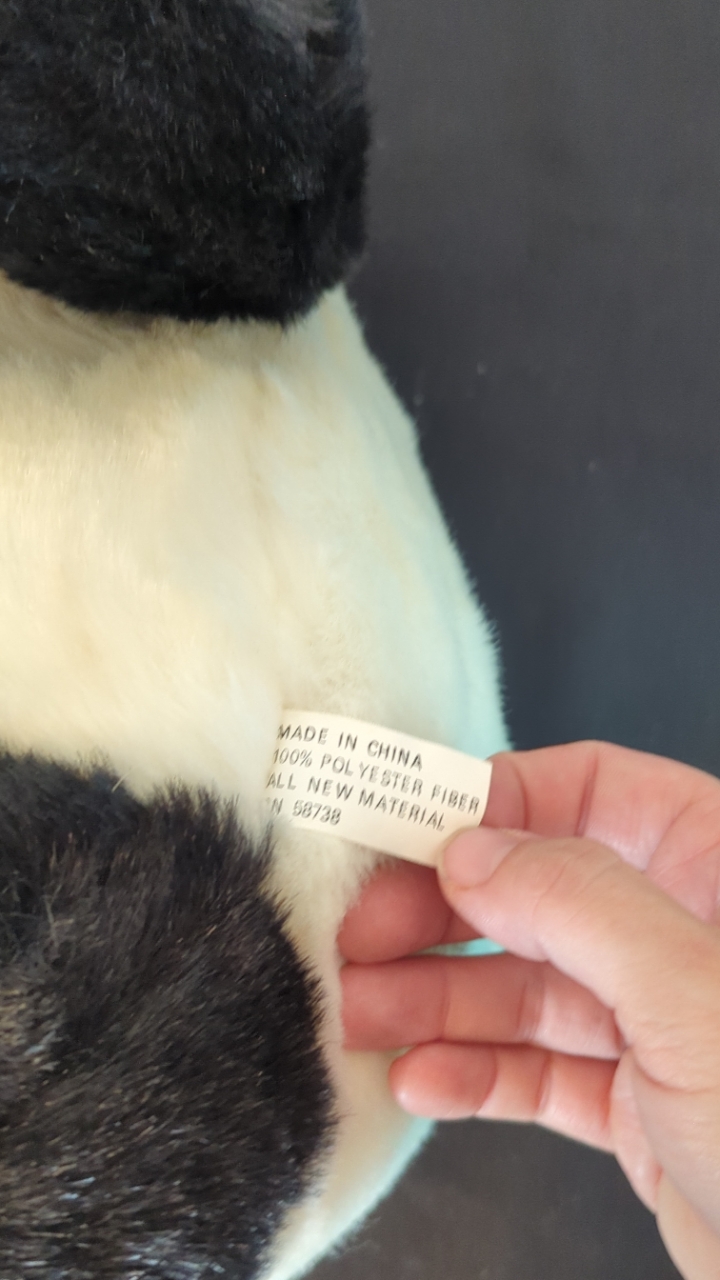 MADE IN CHINA
100% POLYESTER FIBER
ALL NEW MATERIAL
N 58738